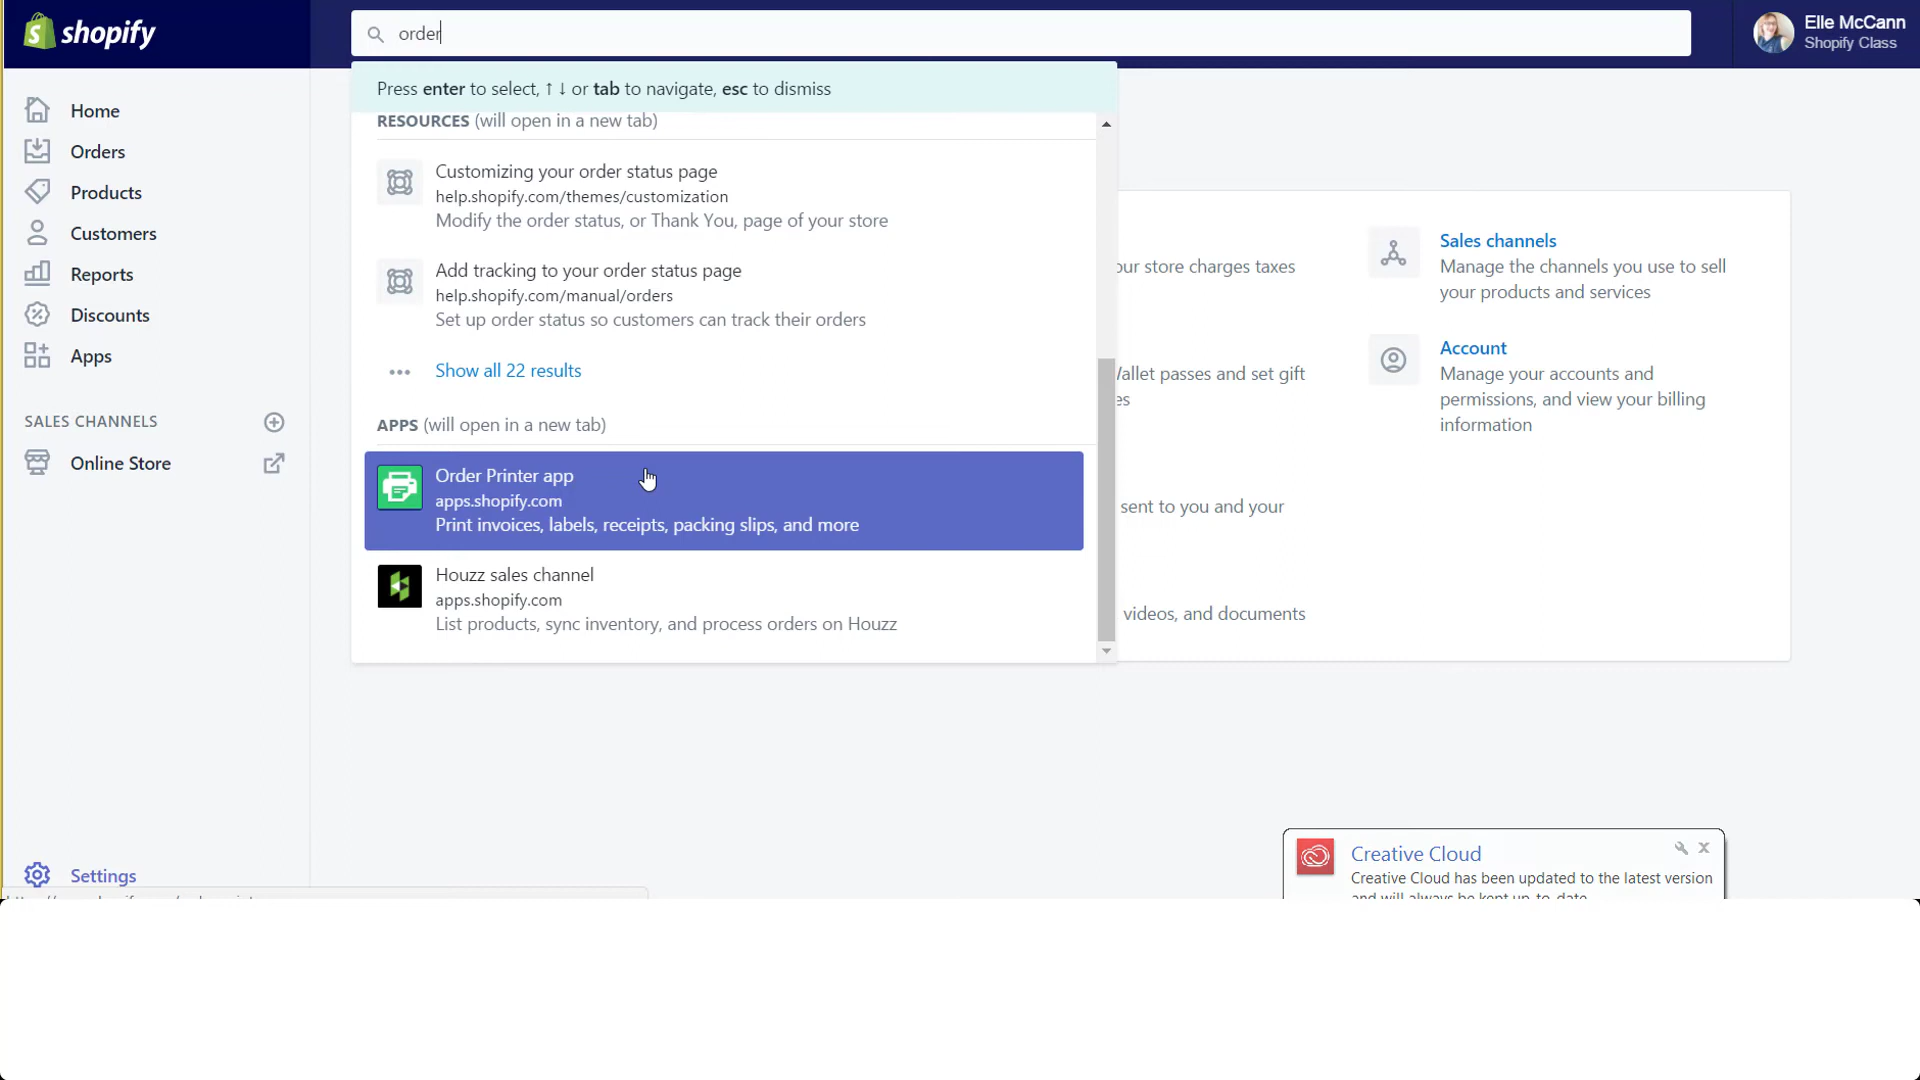 shopify
order
Elle McCann
Shopify Class
Press enter to select, ↑ ↓ or tab to navigate, esc to dismiss
Home
Orders
Products
Customers
Reports
Discounts
Apps
SALES CHANNELS
Online Store
Settings
RESOURCES (will open in a new tab)
Customizing your order status page
help.shopify.com/themes/customization
Modify the order status, or Thank You, page of your store
Add tracking to your order status page
help.shopify.com/manual/orders
Set up order status so customers can track their orders
Show all 22 results
APPS (will open in a new tab)
Order Printer app
apps.shopify.com
Print invoices, labels, receipts, packing slips, and more
Houzz sales channel
apps.shopify.com
List products, sync inventory, and process orders on Houzz
store charges taxes
passes and set gift
sent to you and your
videos, and documents
Sales channels
Manage the channels you use to sell
your products and services
Account
Manage your accounts and
permissions, and view your billing
information
Creative Cloud
Creative Cloud has been updated to the latest version
and will always be kept up-to-date